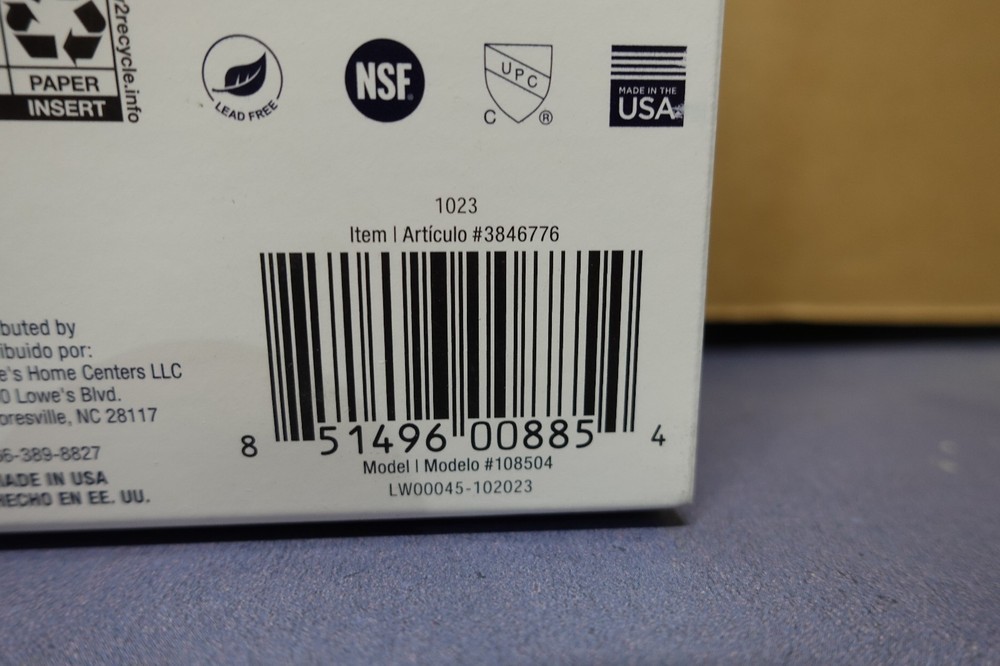 PAPER
INSERT
2recycle.info
LEAD FREE
NSF
UPC
C ®
MADE IN THE
USA
1023
Item | Artículo #3846776
8 51496 00885 4
Model | Modelo #108504
LW00045-102023
buted by
ibuido por:
e's Home Centers LLC
0 Lowe's Blvd.
oresville, NC 28117
6-389-8827
MADE IN USA
HECHO EN EE. UU.